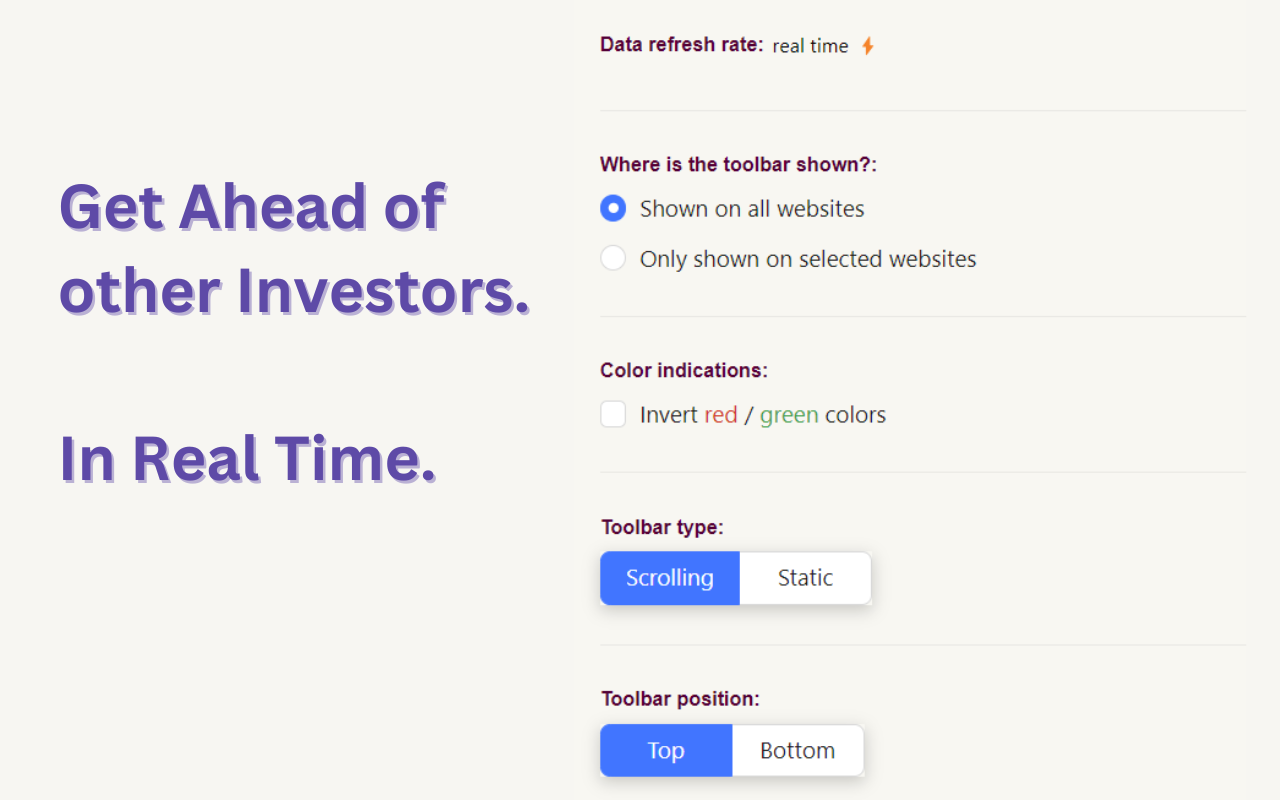 Get Ahead of
other Investors.
In Real Time.
Data refresh rate: real time
Where is the toolbar shown?:
Shown on all websites
Only shown on selected websites
Color indications:
Invert red / green colors
Toolbar type:
Scrolling Static
Toolbar position:
Top Bottom